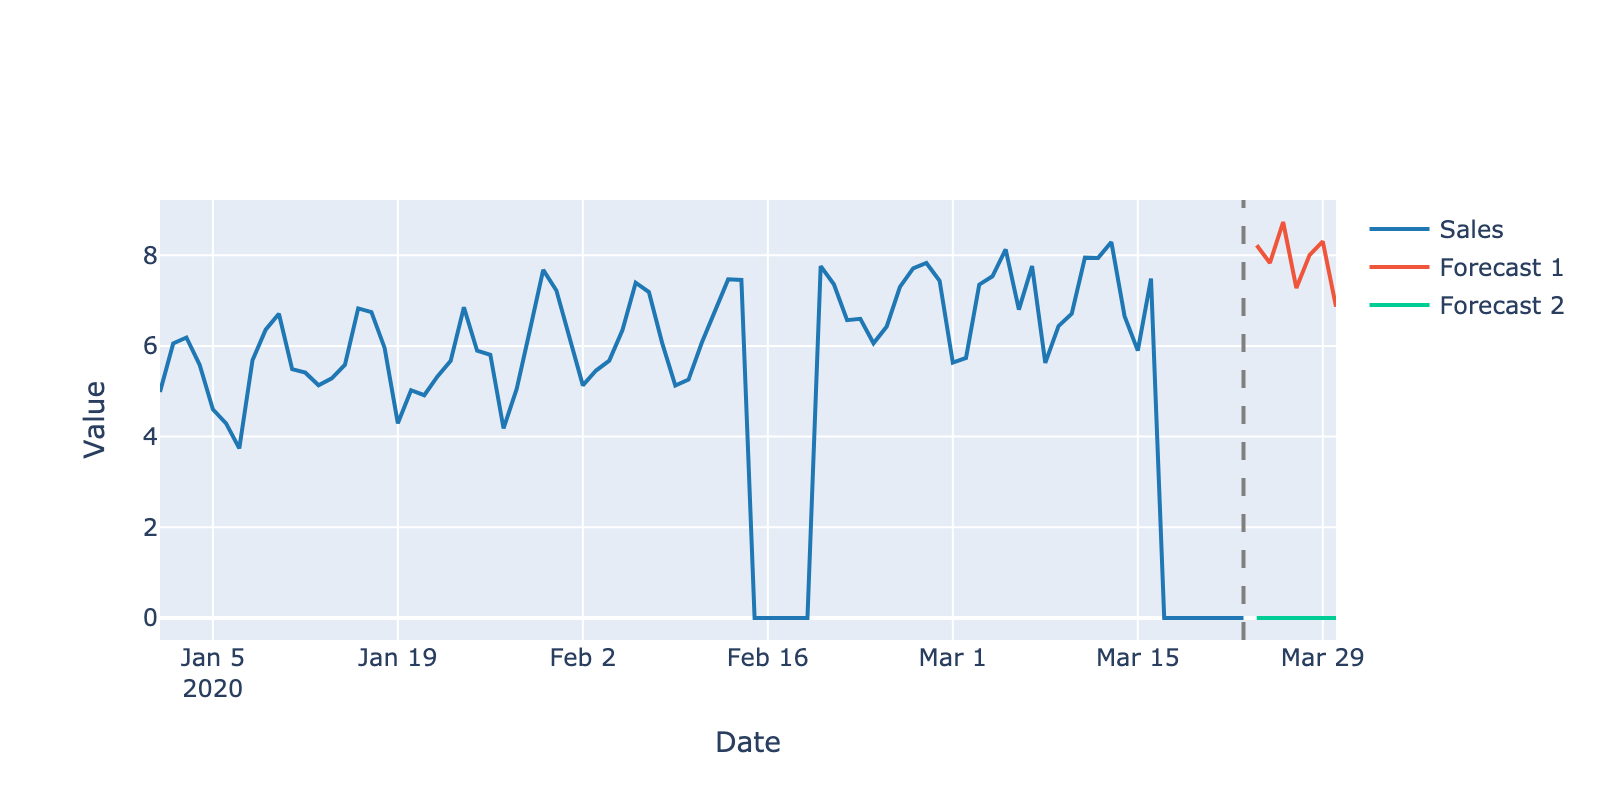 Sales
Forecast 1
Forecast 2
8
6
4
2
0
Value
Jan 5
2020
Jan 19
Feb 2
Feb 16
Mar 1
Mar 15
Mar 29
Date